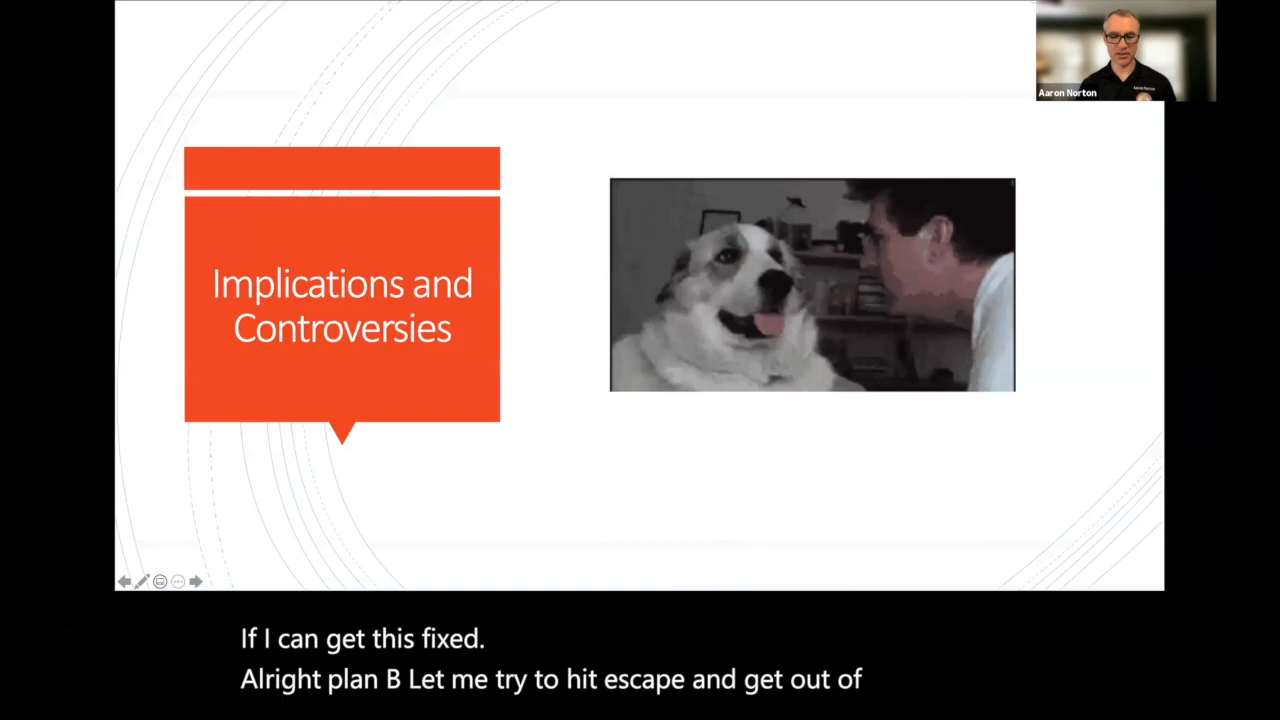 Aaron Norton
Implications and
Controversies
If I can get this fixed.
Alright plan B Let me try to hit escape and get out of